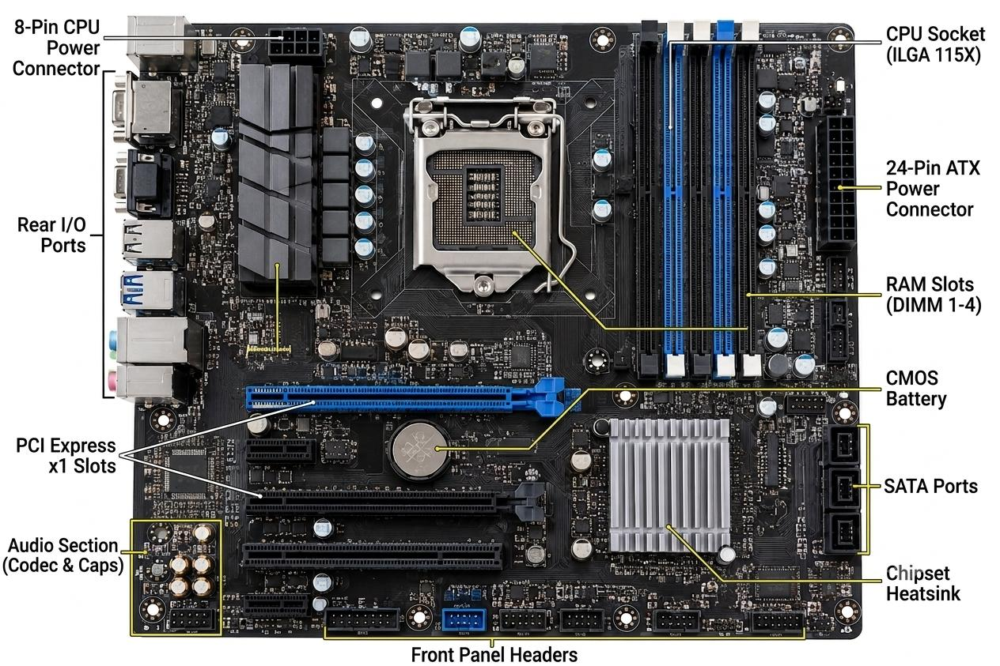 8-Pin CPU
Power
Connector
CPU Socket
(ILGA 115X)
24-Pin ATX
Power
Connector
Rear I/O
Ports
RAM Slots
(DIMM 1-4)
CMOS
Battery
PCI Express
x1 Slots
SATA Ports
Audio Section
(Codec & Caps)
Chipset
Heatsink
Front Panel Headers